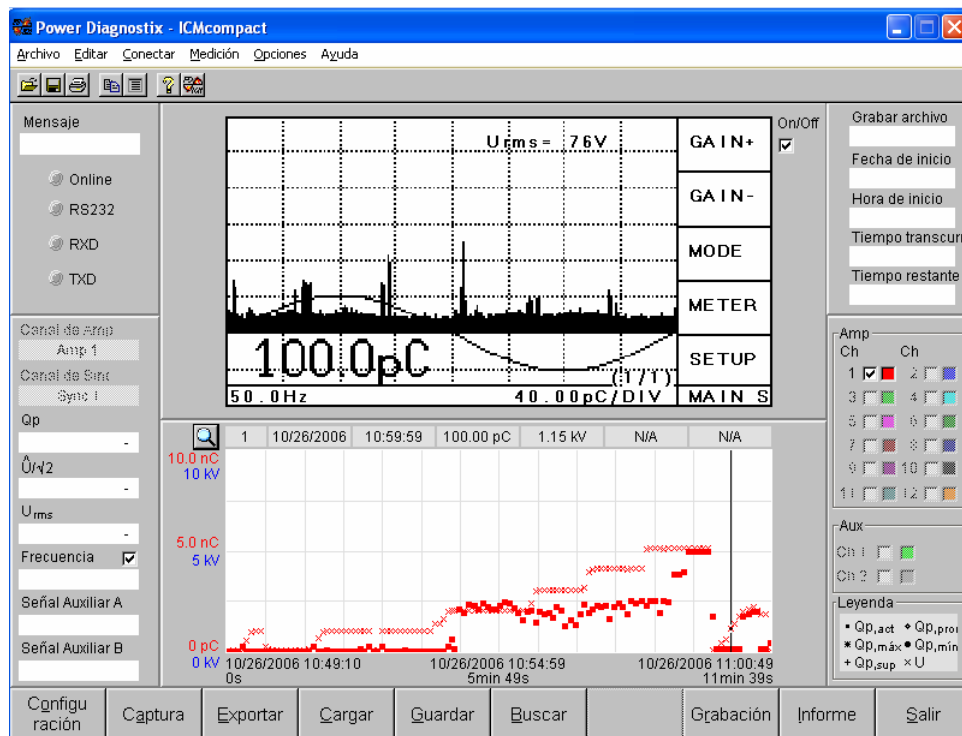 Power Diagnostix - ICMcompact
Archivo Editar Conectar Medición Opciones Ayuda
Mensaje
Online
RS232
RXD
TXD
Urms= 76V
GAIN+
GAIN-
MODE
METER
SETUP
100.0pC
(1/1)
50.0Hz
40.00pC/DIV
MAIN S
On/Off
Grabar archivo
Fecha de inicio
Hora de inicio
Tiempo transcurr
Tiempo restante
Canal de Amp
Amp 1
Canal de Sinc
Sync 1
Qp
-
Û/√2
-
Urms
-
Frecuencia
Señal Auxiliar A
Señal Auxiliar B
1 10/26/2006 10:59:59 100.00 pC 1.15 kV N/A N/A
10.0 nC
10 kV
5.0 nC
5 kV
0 pC
0 kV
10/26/2006 10:49:10 10/26/2006 10:54:59 10/26/2006 11:00:49
0s 5min 49s 11min 39s
Amp
Ch Ch
1 2
3 4
5 6
7 8
9 10
11 12
Aux
Ch 1
Ch 2
Leyenda
Qp,act Qp,pro
Qp,máx Qp,mín
Qp,sup U
Configu
ración
Captura
Exportar
Cargar
Guardar
Buscar
Grabación
Informe
Salir